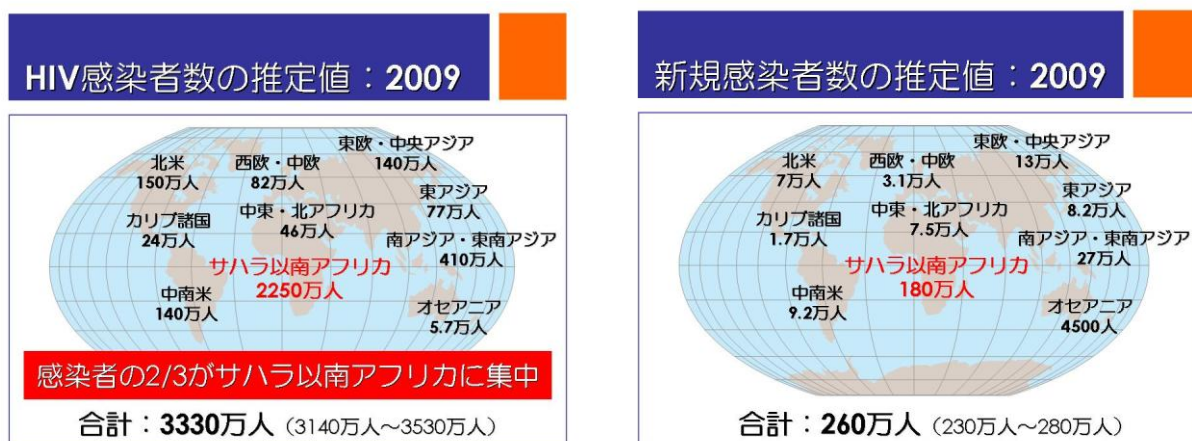 HIV感染者数の推定値：2009
東欧・中央アジア
140万人
北米
150万人
西欧・中欧
82万人
東アジア
77万人
カリブ諸国
24万人
中東・北アフリカ
46万人
南アジア・東南アジア
410万人
サハラ以南アフリカ
2250万人
中南米
140万人
オセアニア
5.7万人
感染者の2/3がサハラ以南アフリカに集中
合計：3330万人（3140万人～3530万人）
新規感染者数の推定値：2009
東欧・中央アジア
13万人
北米
7万人
西欧・中欧
3.1万人
東アジア
8.2万人
カリブ諸国
1.7万人
中東・北アフリカ
7.5万人
南アジア・東南アジア
27万人
サハラ以南アフリカ
180万人
中南米
9.2万人
オセアニア
4500人
合計：260万人（230万人～280万人）